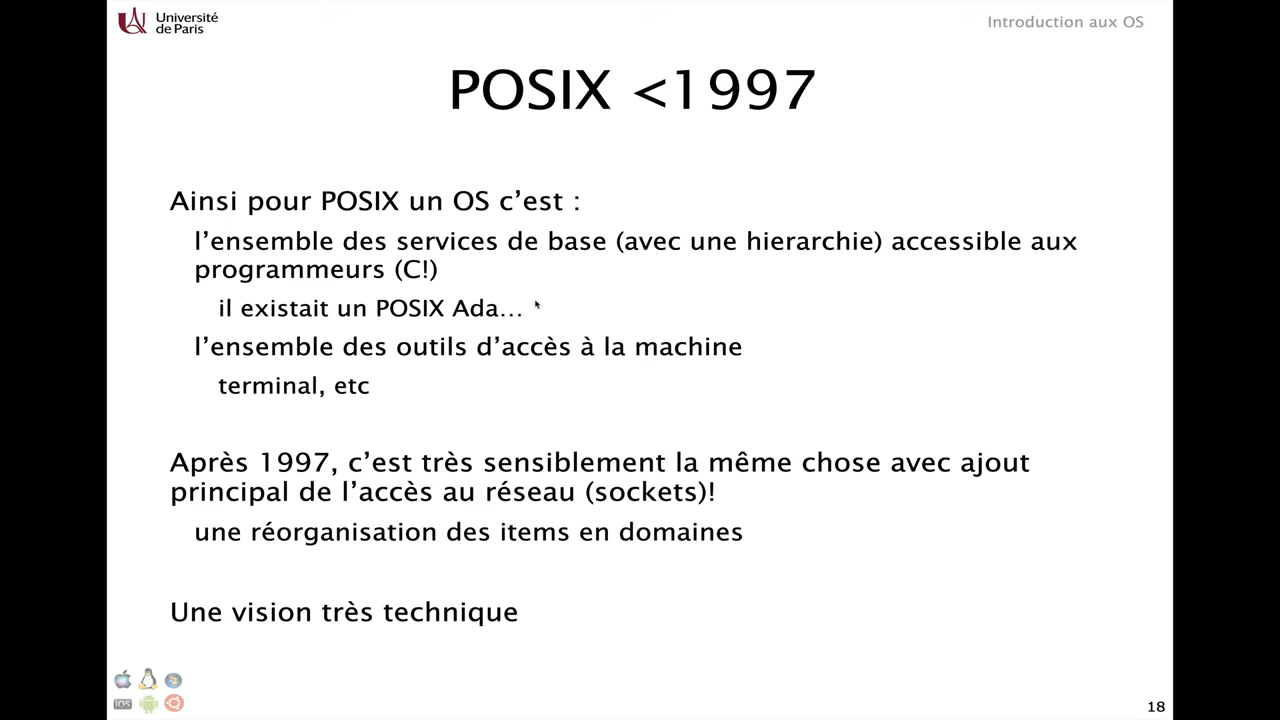 Université
de Paris
Introduction aux OS
POSIX <1997
Ainsi pour POSIX un OS c’est :
l’ensemble des services de base (avec une hierarchie) accessible aux
programmeurs (C!)
il existait un POSIX Ada…
l’ensemble des outils d’accès à la machine
terminal, etc
Après 1997, c’est très sensiblement la même chose avec ajout
principal de l’accès au réseau (sockets)!
une réorganisation des items en domaines
Une vision très technique
iOS
18